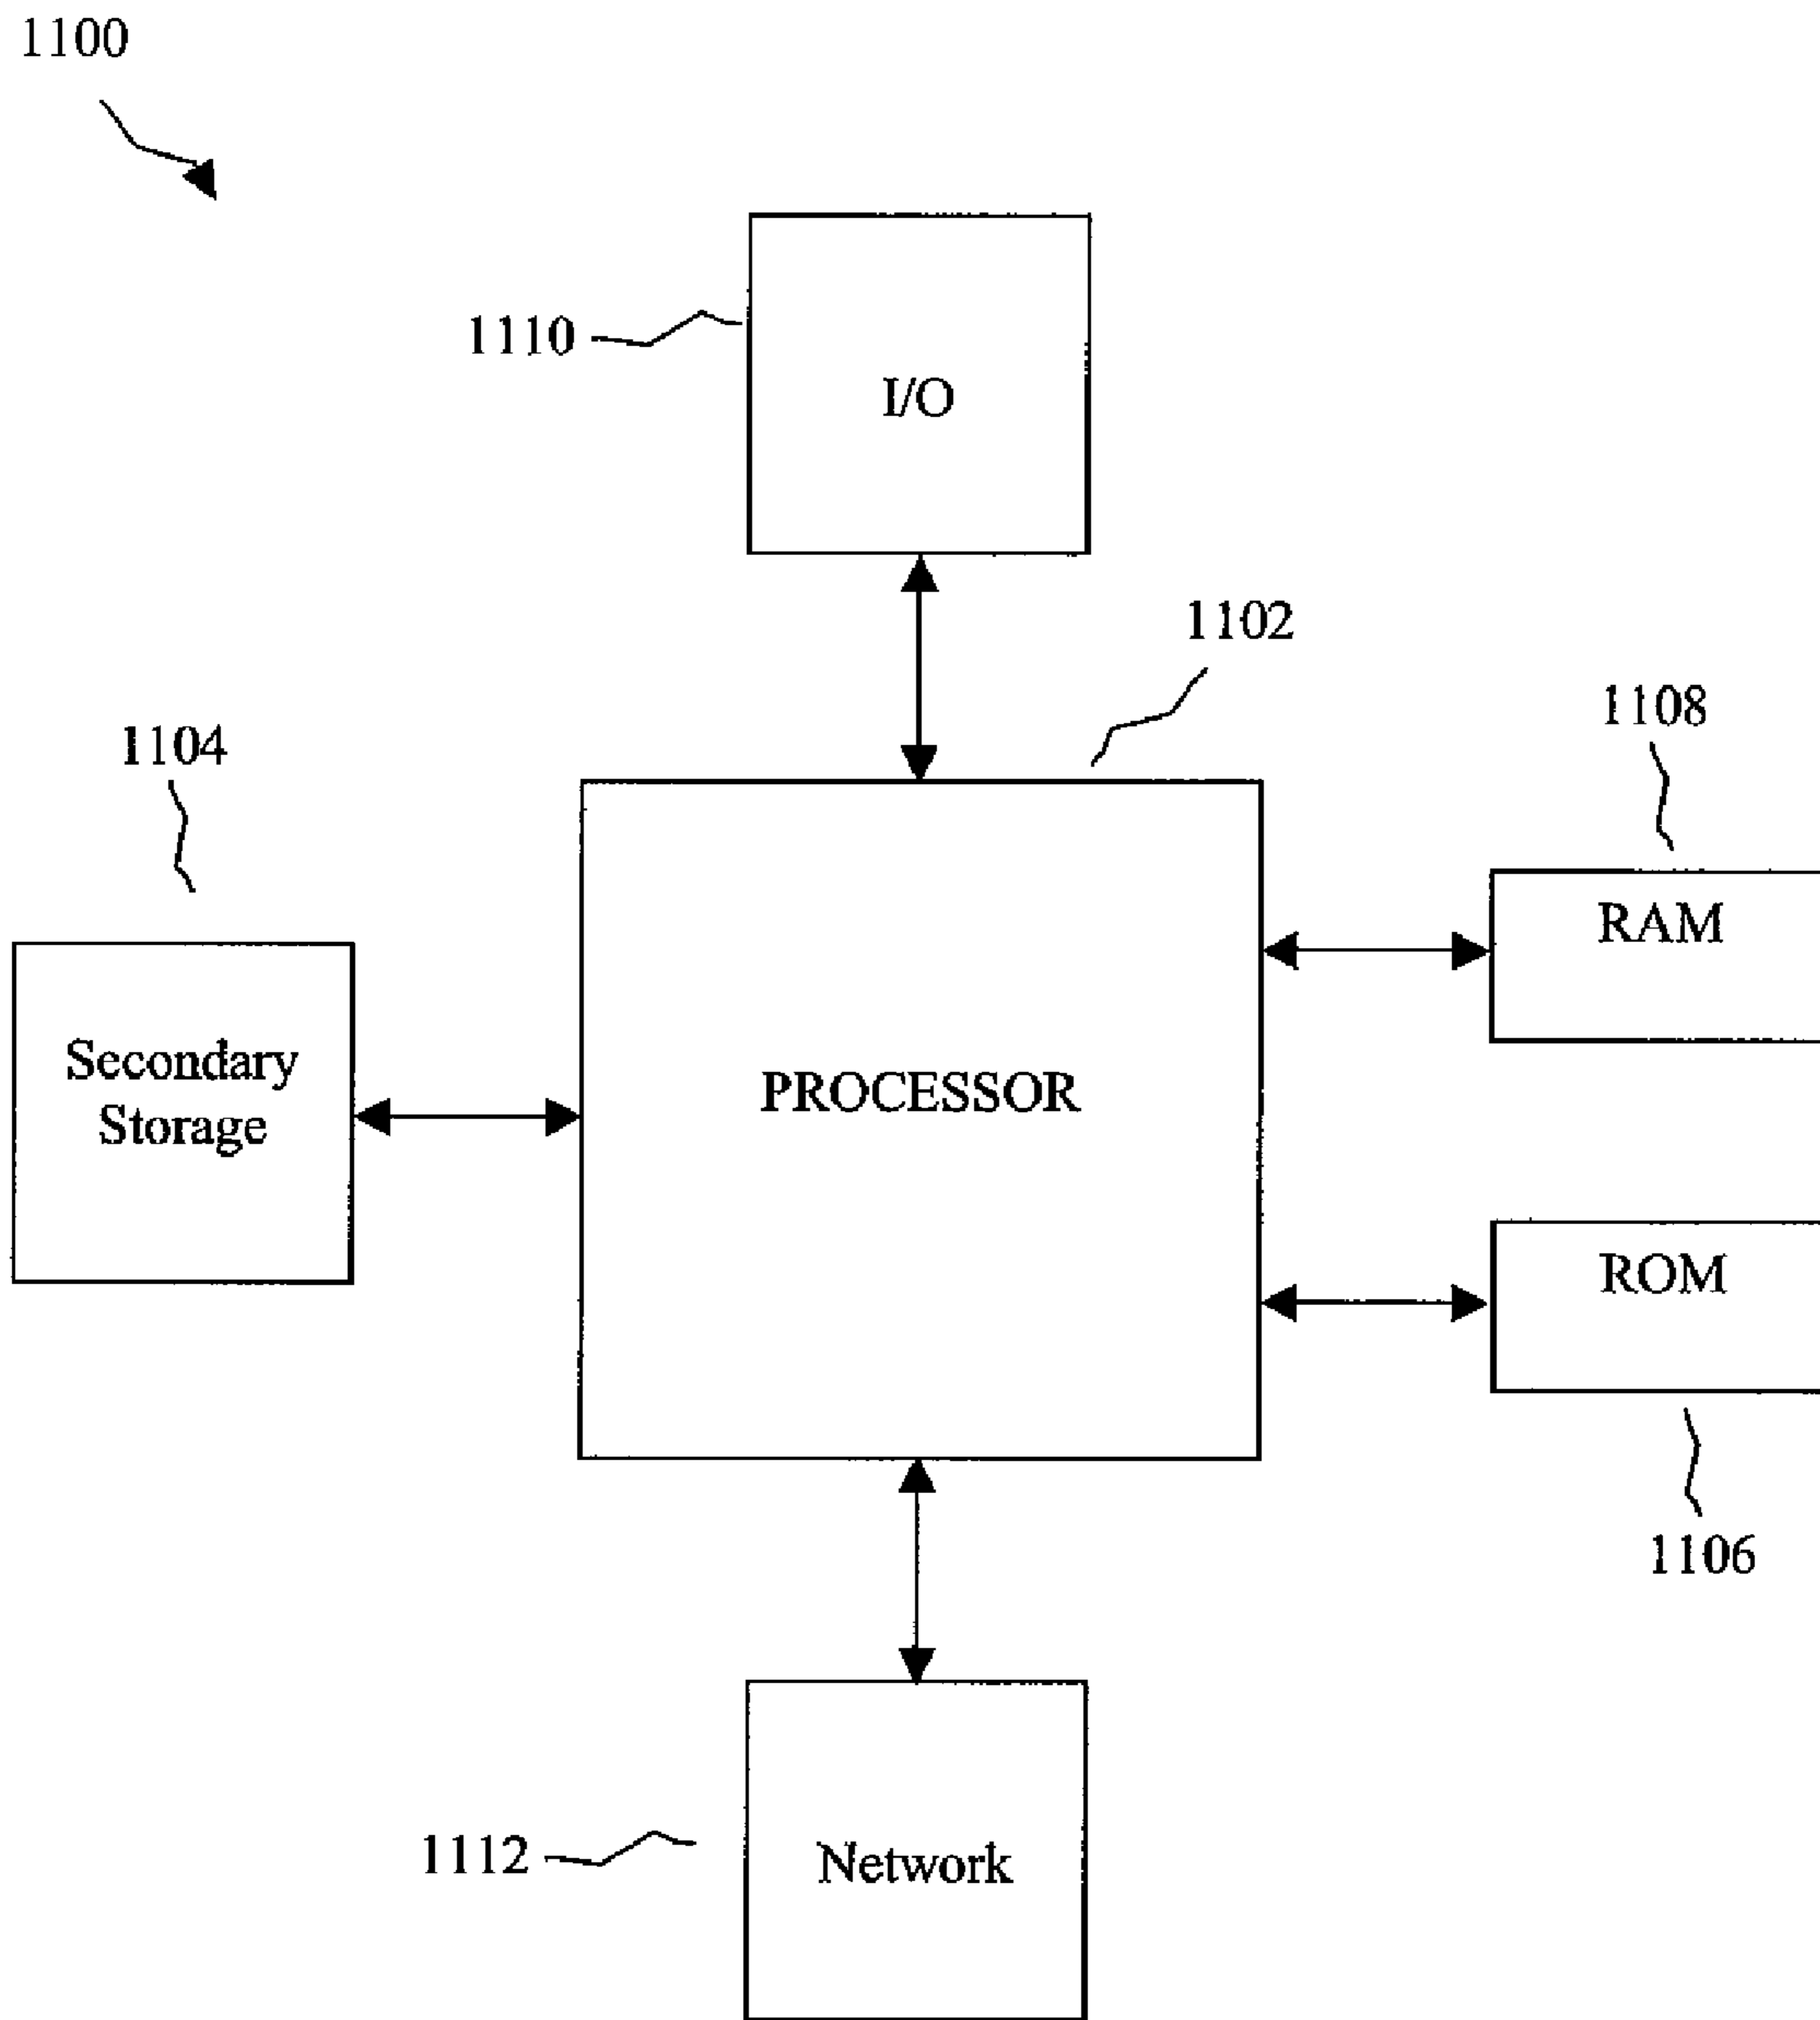 1100
1110
I/O
1102
1108
1104
RAM
Secondary
Storage
PROCESSOR
ROM
1106
1112
Network